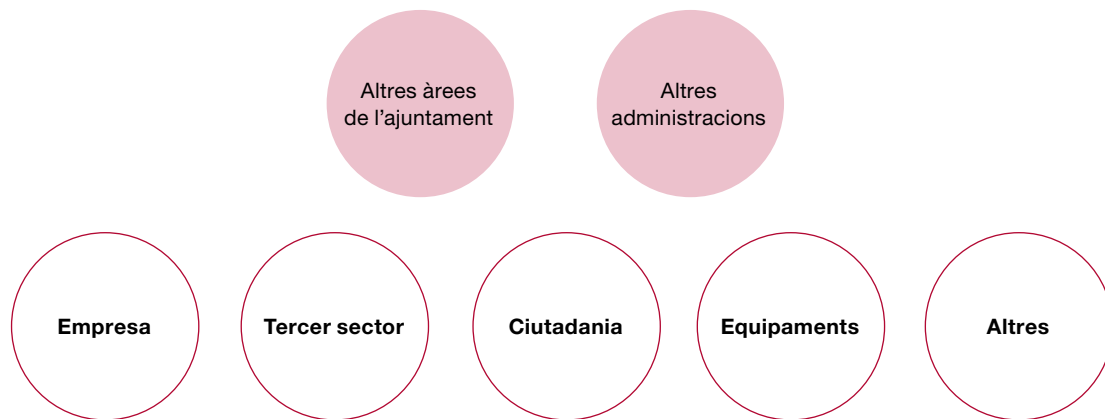 Altres àrees
de l’ajuntament
Altres
administracions
Empresa
Tercer sector
Ciutadania
Equipaments
Altres